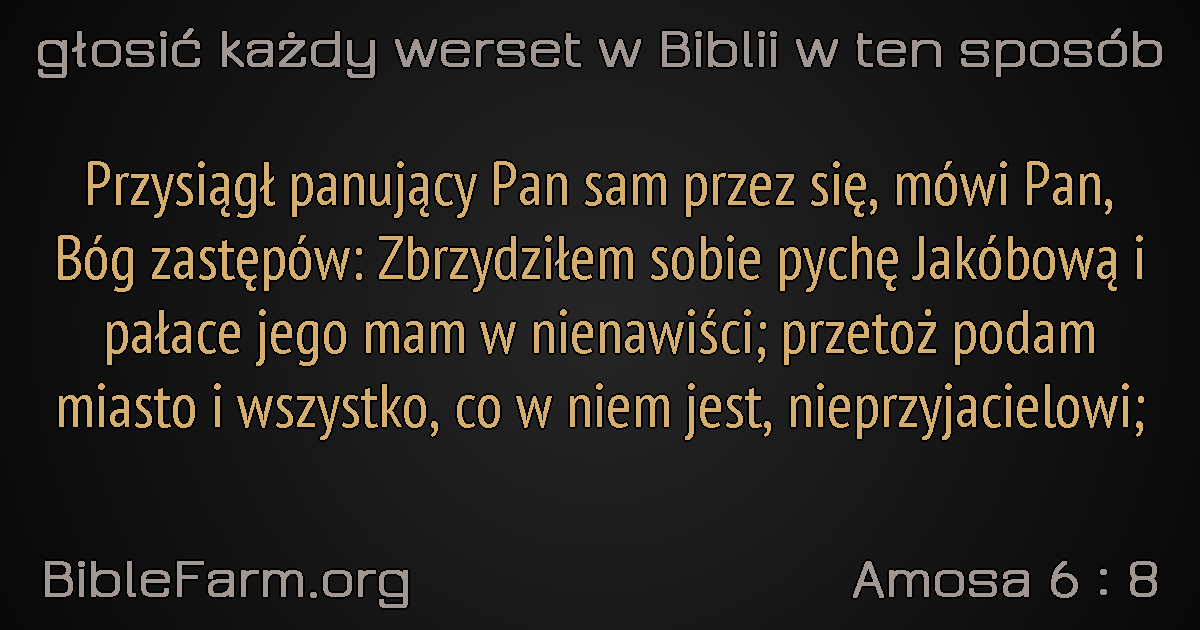 głosić każdy werset w Biblii w ten sposób
Przysiągł panujący Pan sam przez się, mówi Pan,
Bóg zastępów: Zbrzydziłem sobie pychę Jakóbową i
pałace jego mam w nienawiści; przetoż podam
miasto i wszystko, co w niem jest, nieprzyjacielowi;
BibleFarm.org
Amosa 6 : 8